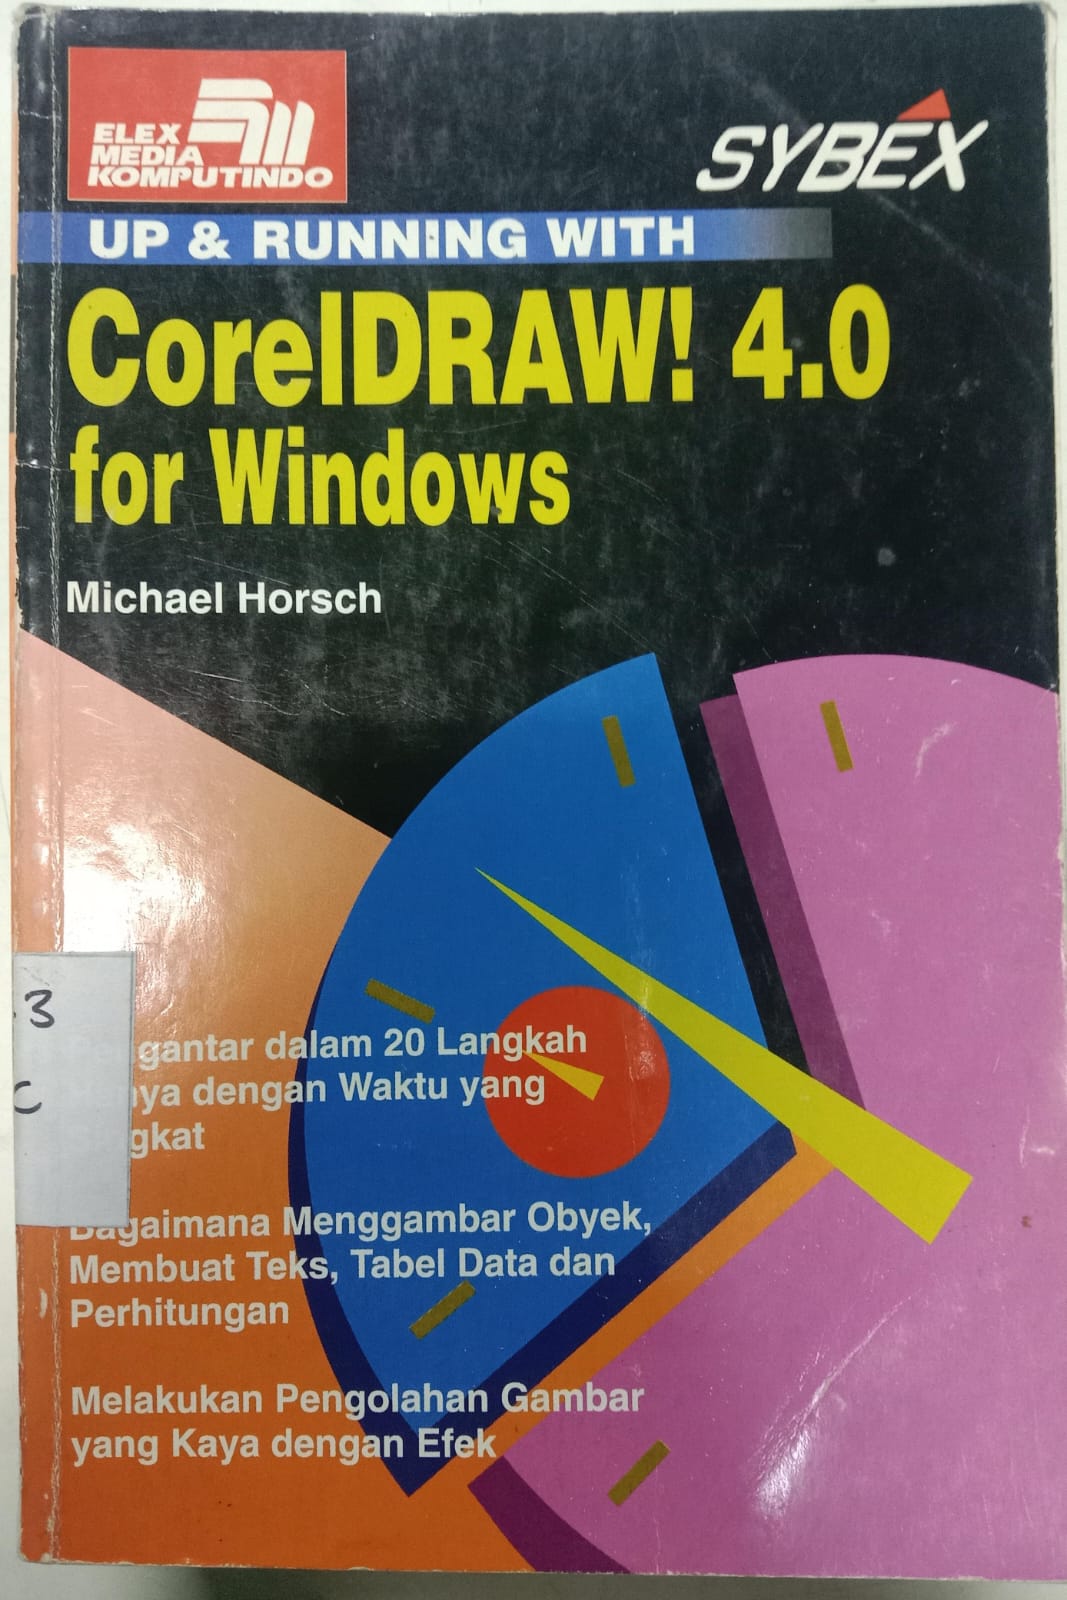 ELEX
MEDIA
KOMPUTINDO
SYBEX
UP & RUNNING WITH
CorelDRAW! 4.0
for Windows
Michael Horsch
3
C
gantar dalam 20 Langkah
nya dengan Waktu yang
gkat
Bagaimana Menggambar Obyek,
Membuat Teks, Tabel Data dan
Perhitungan
Melakukan Pengolahan Gambar
yang Kaya dengan Efek